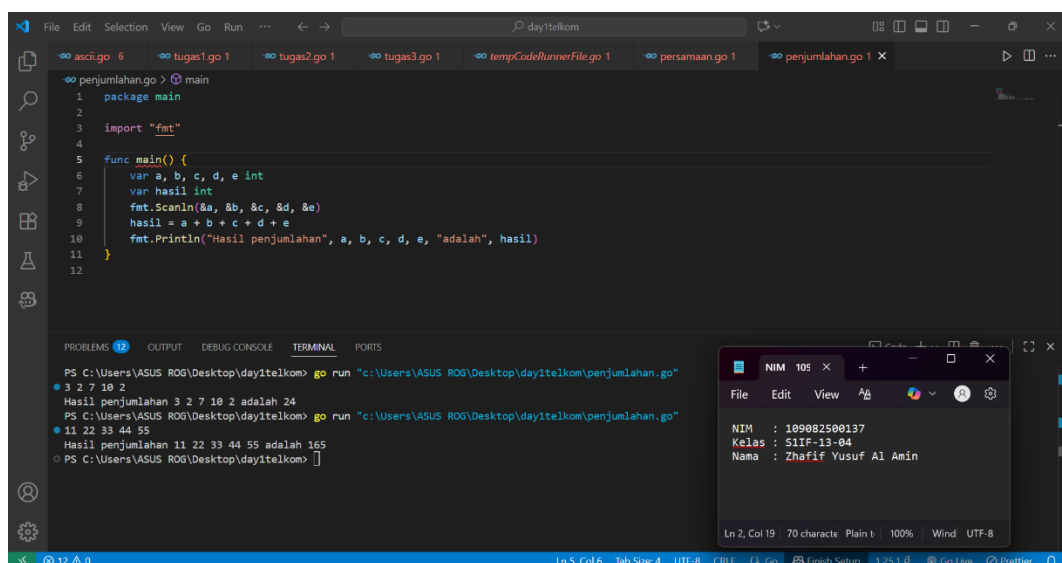 File Edit Selection View Go Run ... day1telkom
ascii.go 6 tugas1.go 1 tugas2.go 1 tugas3.go 1 tempCodeRunnerFile.go 1 persamaan.go 1 penjumlahan.go 1
penjumlahan.go > main
1 package main
2
3 import "fmt"
4
5 func main() {
6 var a, b, c, d, e int
7 var hasil int
8 fmt.Scanln(&a, &b, &c, &d, &e)
9 hasil = a + b + c + d + e
10 fmt.Println("Hasil penjumlahan", a, b, c, d, e, "adalah", hasil)
11 }
12
PROBLEMS 12 OUTPUT DEBUG CONSOLE TERMINAL PORTS
PS C:\Users\ASUS ROG\Desktop\day1telkom> go run "c:\Users\ASUS ROG\Desktop\day1telkom\penjumlahan.go"
3 2 7 10 2
Hasil penjumlahan 3 2 7 10 2 adalah 24
PS C:\Users\ASUS ROG\Desktop\day1telkom> go run "c:\Users\ASUS ROG\Desktop\day1telkom\penjumlahan.go"
11 22 33 44 55
Hasil penjumlahan 11 22 33 44 55 adalah 165
PS C:\Users\ASUS ROG\Desktop\day1telkom>
NIM 109
File Edit View
NIM : 109082500137
Kelas : S1IF-13-04
Nama : Zhafif Yusuf Al Amin
Ln 2, Col 19 70 characte Plain t 100% Wind UTF-8
12 0 Ln 5, Col 6 Tab Size: 4 UTF-8 CRLF Go Finish Setup 1.25.1 Go Live Prettier